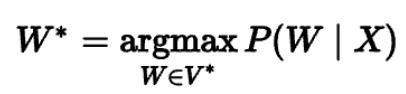 W* = argmax P(W | X)
W∈V*